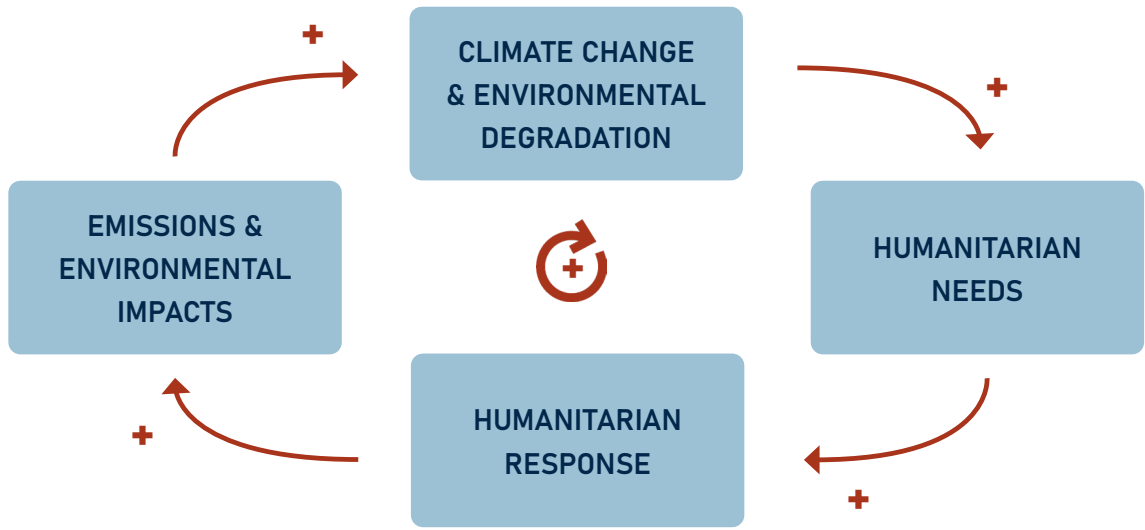 +
CLIMATE CHANGE
& ENVIRONMENTAL
DEGRADATION
+
EMISSIONS &
ENVIRONMENTAL
IMPACTS
+
HUMANITARIAN
NEEDS
HUMANITARIAN
RESPONSE
+
+